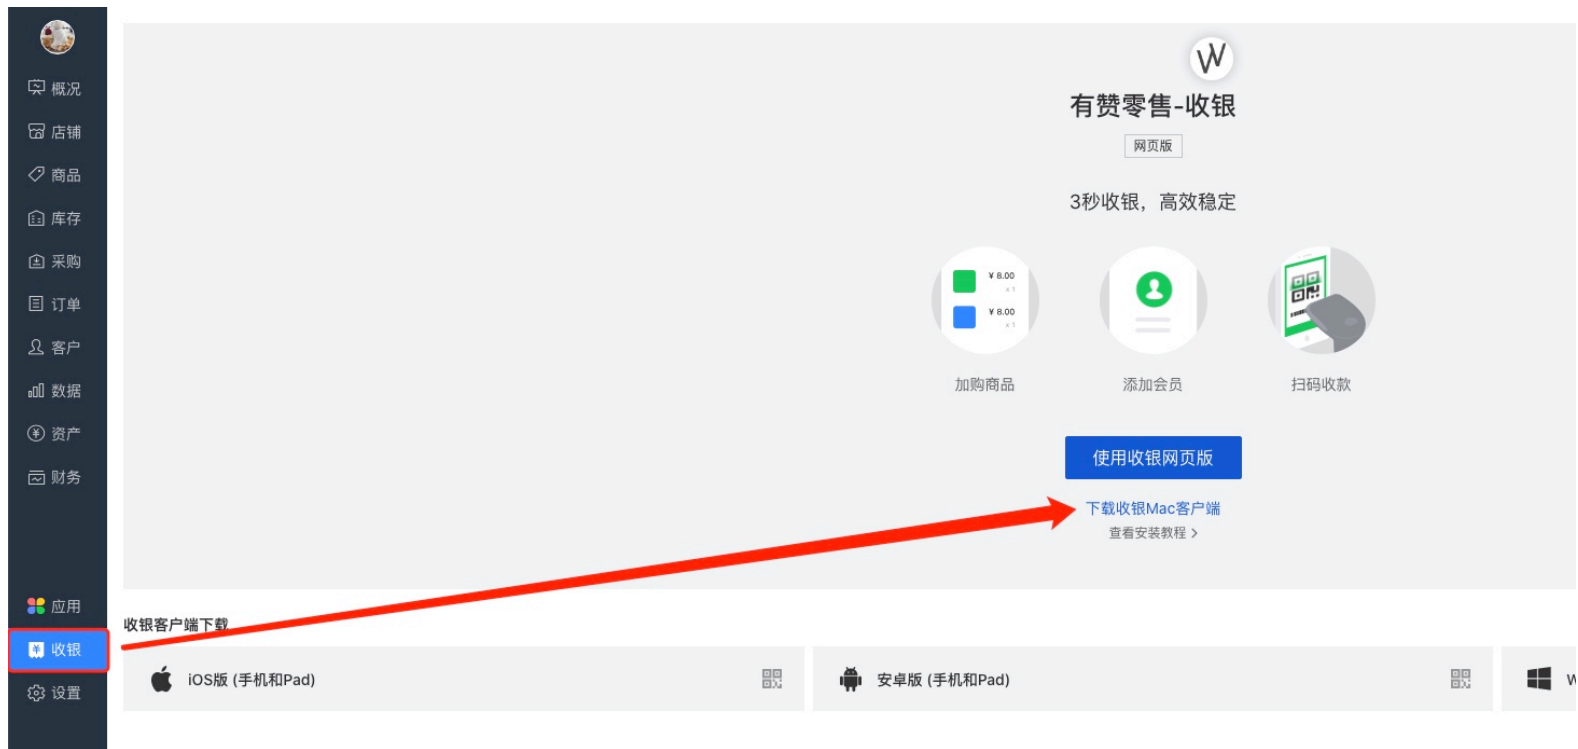 概况
店铺
商品
库存
采购
订单
客户
数据
资产
财务
应用
收银
设置
W
有赞零售-收银
网页版
3秒收银，高效稳定
¥ 8.00
x 1
¥ 8.00
x 1
加购商品
添加会员
扫码收款
使用收银网页版
下载收银Mac客户端
查看安装教程 >
收银客户端下载
iOS版 (手机和Pad)
安卓版 (手机和Pad)
W